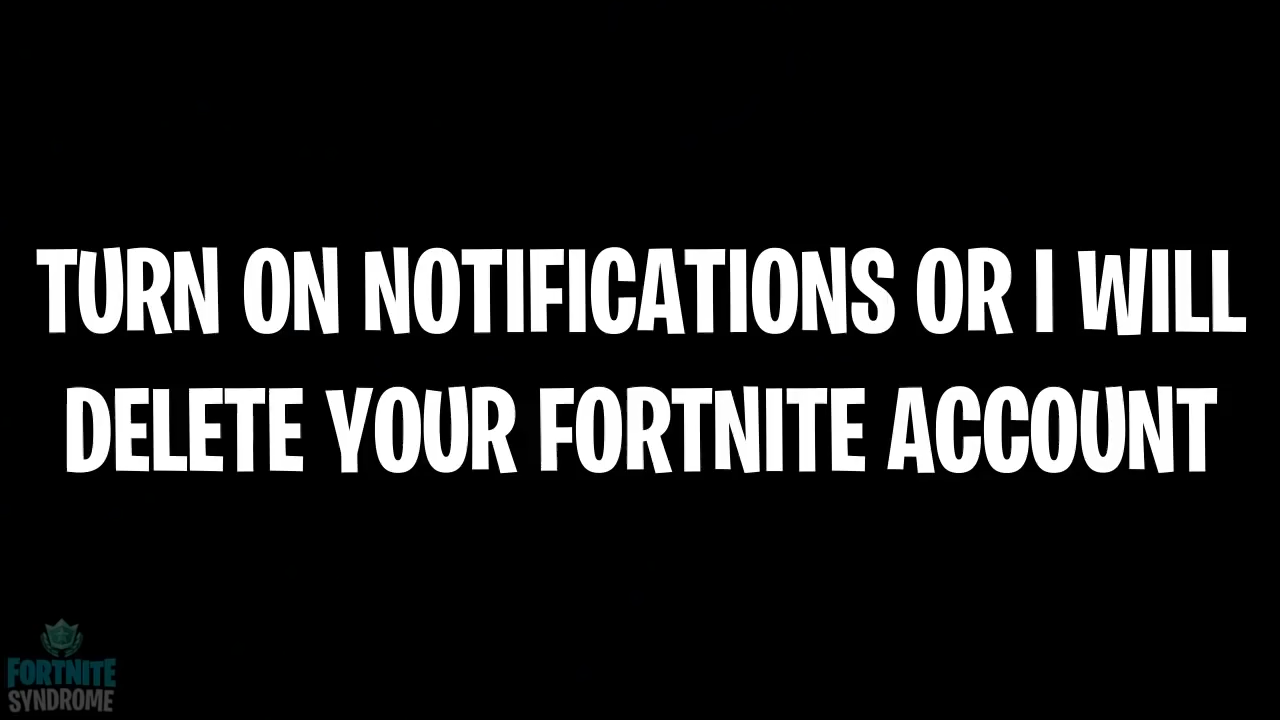 TURN ON NOTIFICATIONS OR I WILL
DELETE YOUR FORTNITE ACCOUNT
FORTNITE
SYNDROME